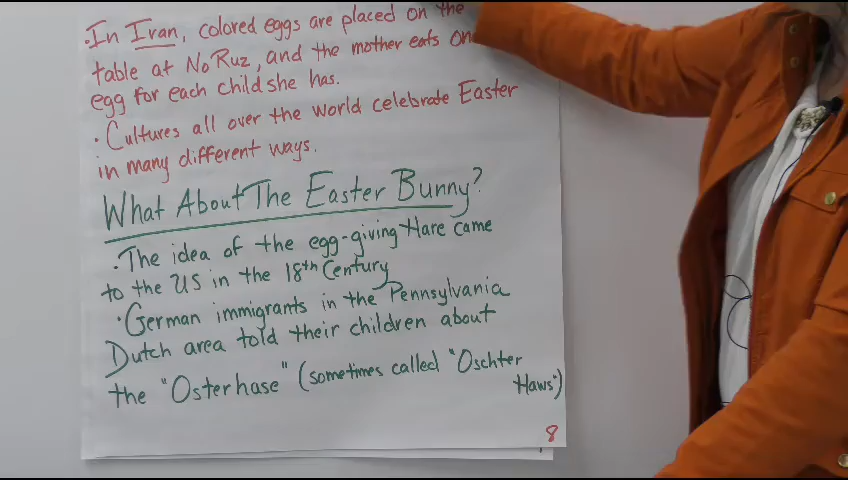 ·In Iran, colored eggs are placed on the
table at NoRuz, and the mother eats on
egg for each child she has.
·Cultures all over the world celebrate Easter
in many different ways.
What About The Easter Bunny?
·The idea of the egg-giving Hare came
to the US in the 18th Century
·German immigrants in the Pennsylvania
Dutch area told their children about
the "Osterhase" (sometimes called "Oschter
Haws")
8